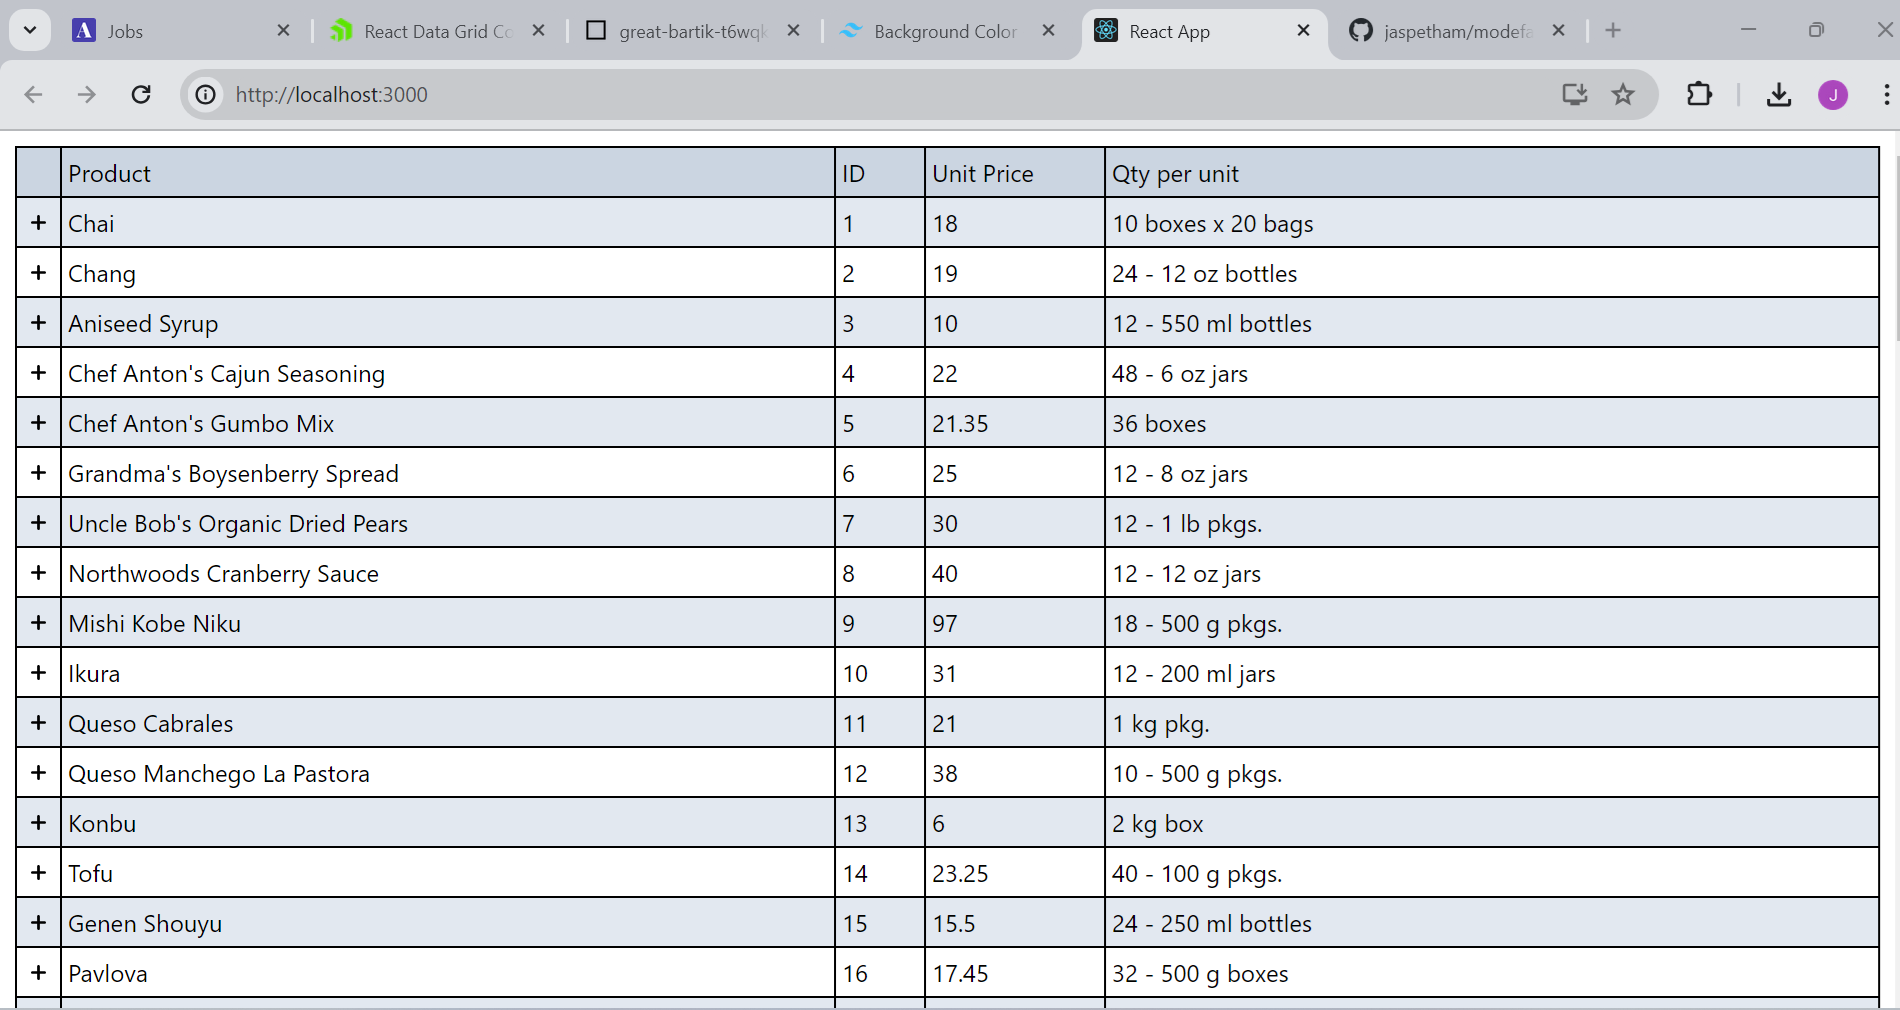 Jobs React Data Grid Co great-bartik-t6wqk Background Color React App jaspetham/modefa
http://localhost:3000 J
Product ID Unit Price Qty per unit
+ Chai 1 18 10 boxes x 20 bags
+ Chang 2 19 24 - 12 oz bottles
+ Aniseed Syrup 3 10 12 - 550 ml bottles
+ Chef Anton's Cajun Seasoning 4 22 48 - 6 oz jars
+ Chef Anton's Gumbo Mix 5 21.35 36 boxes
+ Grandma's Boysenberry Spread 6 25 12 - 8 oz jars
+ Uncle Bob's Organic Dried Pears 7 30 12 - 1 lb pkgs.
+ Northwoods Cranberry Sauce 8 40 12 - 12 oz jars
+ Mishi Kobe Niku 9 97 18 - 500 g pkgs.
+ Ikura 10 31 12 - 200 ml jars
+ Queso Cabrales 11 21 1 kg pkg.
+ Queso Manchego La Pastora 12 38 10 - 500 g pkgs.
+ Konbu 13 6 2 kg box
+ Tofu 14 23.25 40 - 100 g pkgs.
+ Genen Shouyu 15 15.5 24 - 250 ml bottles
+ Pavlova 16 17.45 32 - 500 g boxes